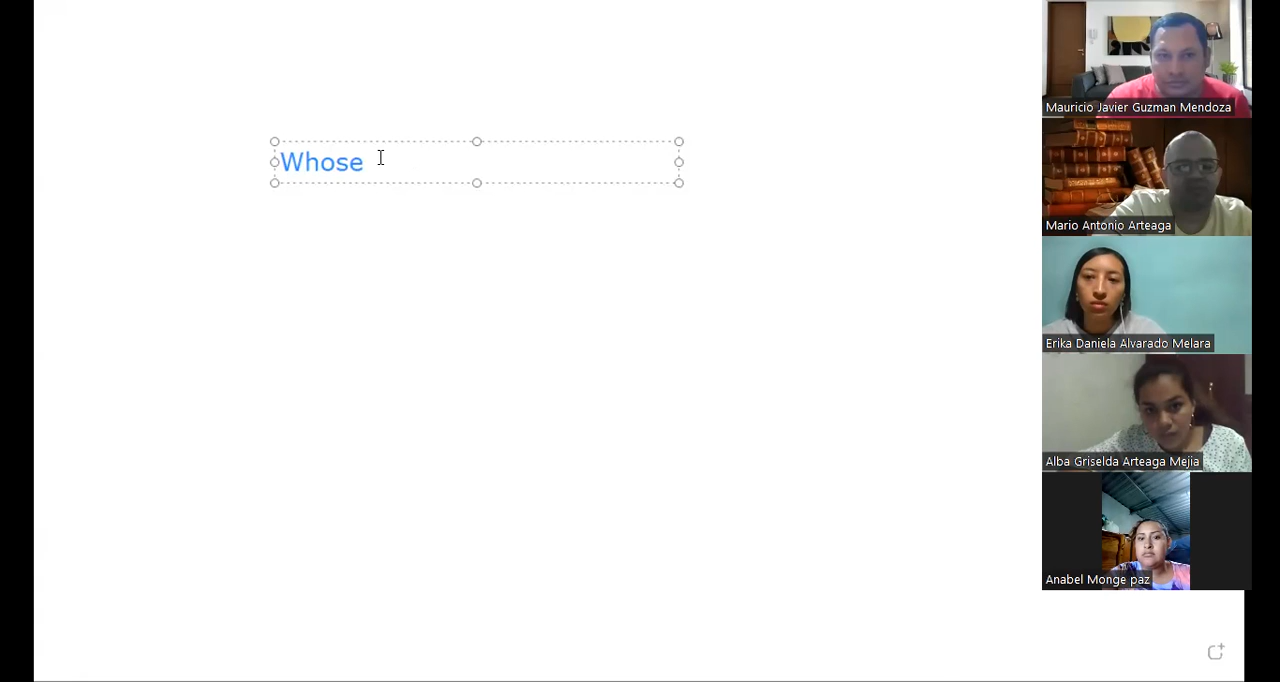 Whose
Mauricio Javier Guzman Mendoza
Mario Antonio Arteaga
Erika Daniela Alvarado Melara
Alba Griselda Arteaga Mejia
Anabel Monge paz